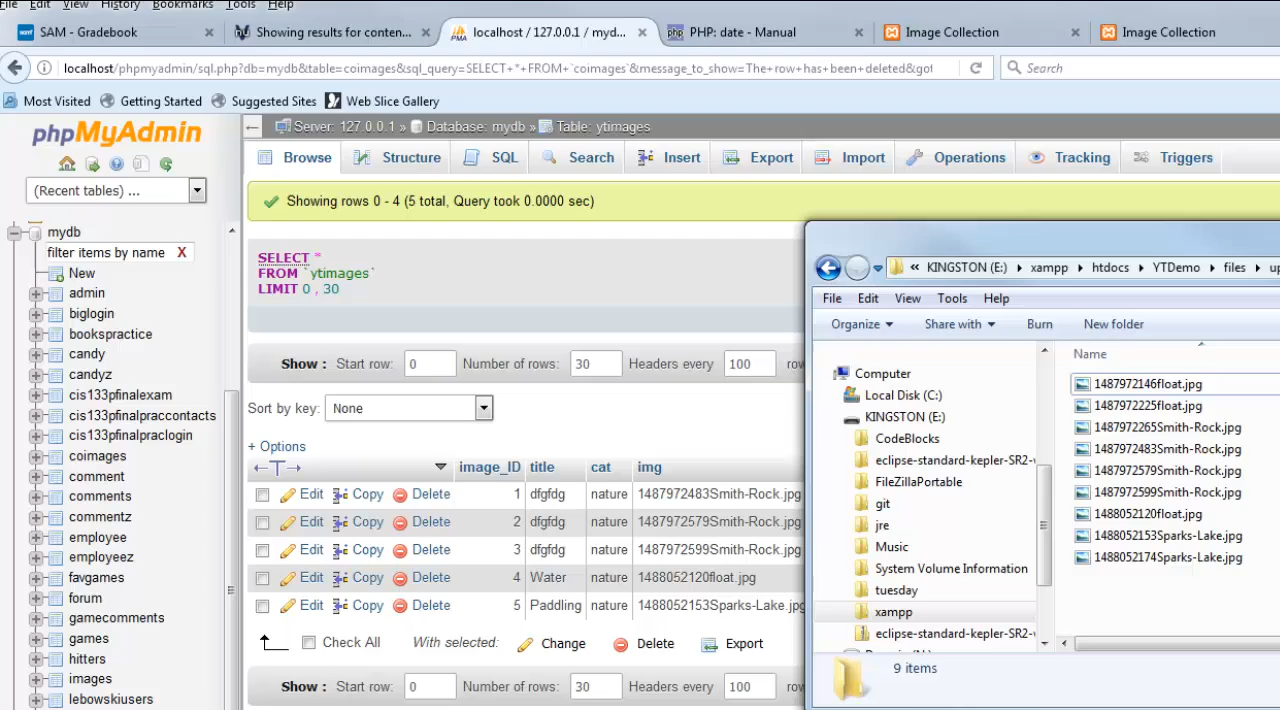 File Edit View History Bookmarks Tools Help
SAM - Gradebook × Showing results for conten... × localhost / 127.0.0.1 / myd... × PHP: date - Manual × Image Collection × Image Collection
localhost/phpmyadmin/sql.php?db=mydb&table=coimages&sql_query=SELECT+*+FROM+`coimages`&message_to_show=The+row+has+been+deleted&got Search
Most Visited Getting Started Suggested Sites Web Slice Gallery
phpMyAdmin
(Recent tables) ...
mydb
filter items by name X
New
admin
biglogin
bookspractice
candy
candyz
cis133pfinalexam
cis133pfinalpraccontacts
cis133pfinalpraclogin
coimages
comment
comments
commentz
employee
employeez
favgames
forum
gamecomments
games
hitters
images
lebowskiusers
Server: 127.0.0.1 » Database: mydb » Table: ytimages
Browse Structure SQL Search Insert Export Import Operations Tracking Triggers
Showing rows 0 - 4 (5 total, Query took 0.0000 sec)
SELECT *
FROM `ytimages`
LIMIT 0 , 30
Show : Start row: 0 Number of rows: 30 Headers every 100
Sort by key: None
+ Options
←T→ image_ID title cat img
Edit Copy Delete 1 dfgfdg nature 1487972483Smith-Rock.jpg
Edit Copy Delete 2 dfgfdg nature 1487972579Smith-Rock.jpg
Edit Copy Delete 3 dfgfdg nature 1487972599Smith-Rock.jpg
Edit Copy Delete 4 Water nature 1488052120float.jpg
Edit Copy Delete 5 Paddling nature 1488052153Sparks-Lake.jpg
Check All With selected: Change Delete Export
Show : Start row: 0 Number of rows: 30 Headers every 100
« KINGSTON (E:) xampp htdocs YTDemo files up
File Edit View Tools Help
Organize Share with Burn New folder
Computer
Local Disk (C:)
KINGSTON (E:)
CodeBlocks
eclipse-standard-kepler-SR2-
FileZillaPortable
git
jre
Music
System Volume Information
tuesday
xampp
eclipse-standard-kepler-SR2-
Name
1487972146float.jpg
1487972225float.jpg
1487972265Smith-Rock.jpg
1487972483Smith-Rock.jpg
1487972579Smith-Rock.jpg
1487972599Smith-Rock.jpg
1488052120float.jpg
1488052153Sparks-Lake.jpg
1488052174Sparks-Lake.jpg
9 items